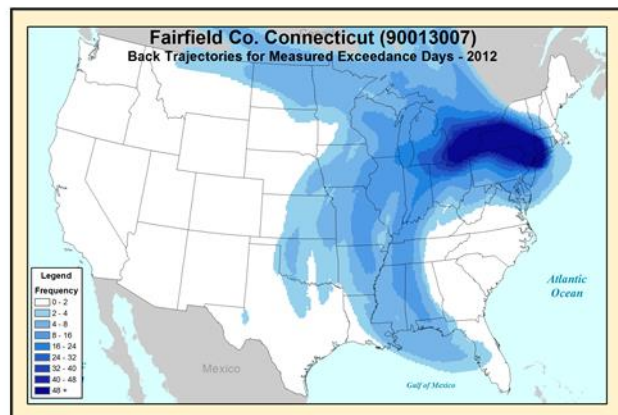 Fairfield Co. Connecticut (90013007)
Back Trajectories for Measured Exceedance Days - 2012
Atlantic
Ocean
Legend
Frequency
0 - 2
2 - 4
4 - 8
8 - 16
16 - 24
24 - 32
32 - 40
40 - 48
48 +
Mexico
Gulf of Mexico